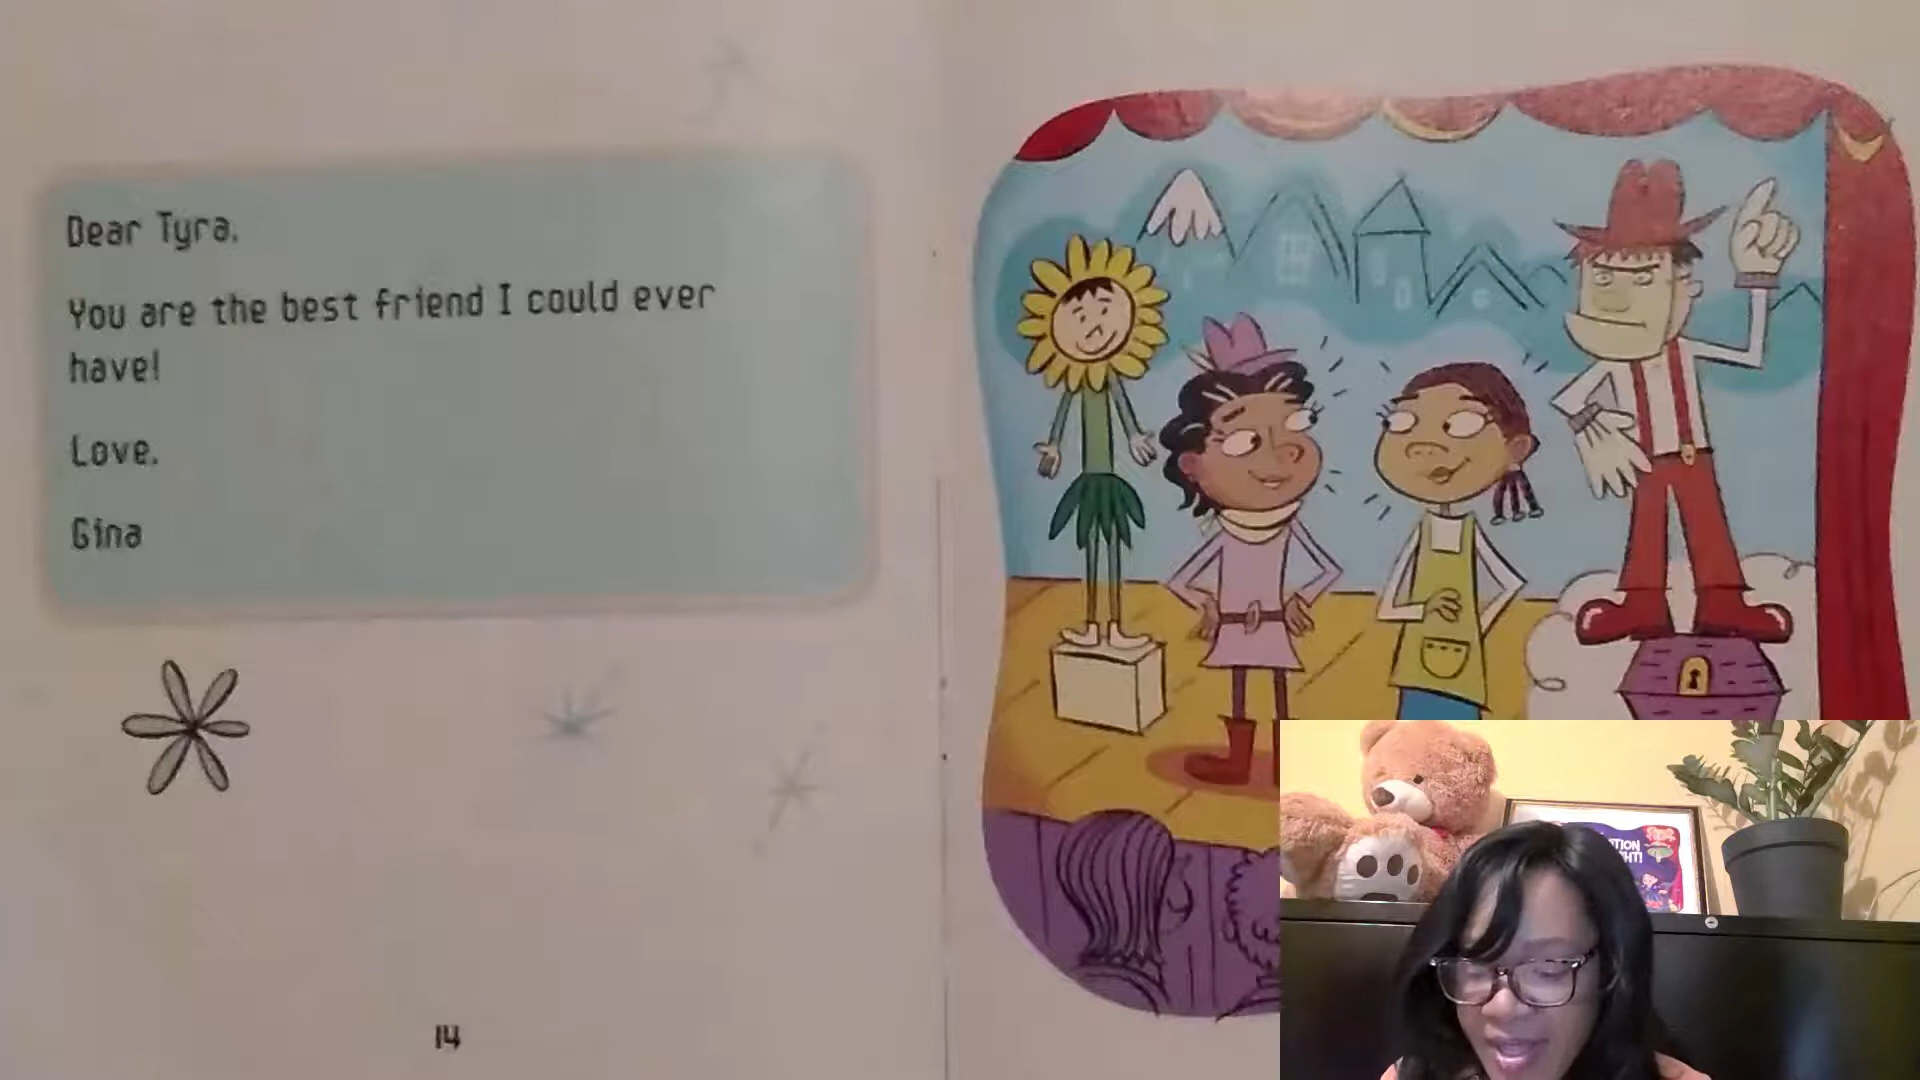 Dear Tyra,
You are the best friend I could ever
have!
Love,
Gina
14